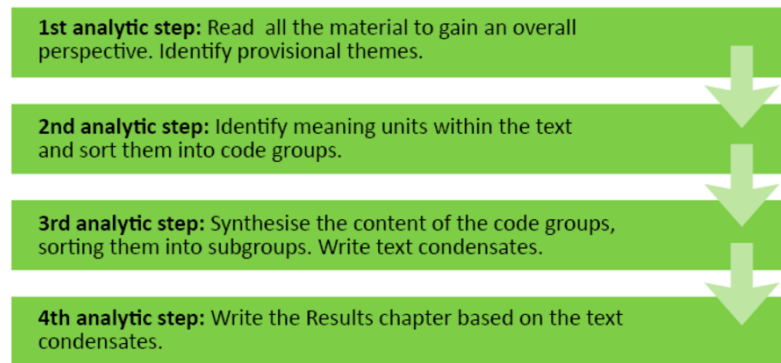 1st analytic step: Read all the material to gain an overall
perspective. Identify provisional themes.
2nd analytic step: Identify meaning units within the text
and sort them into code groups.
3rd analytic step: Synthesise the content of the code groups,
sorting them into subgroups. Write text condensates.
4th analytic step: Write the Results chapter based on the text
condensates.